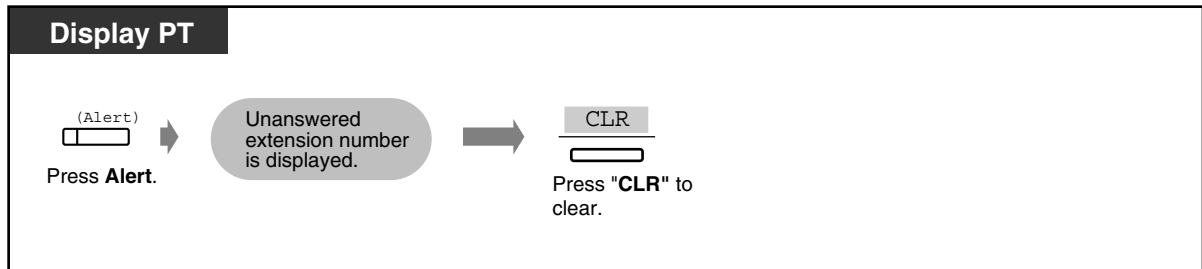 Display PT
(Alert)
Press Alert.
Unanswered
extension number
is displayed.
CLR
Press "CLR" to
clear.